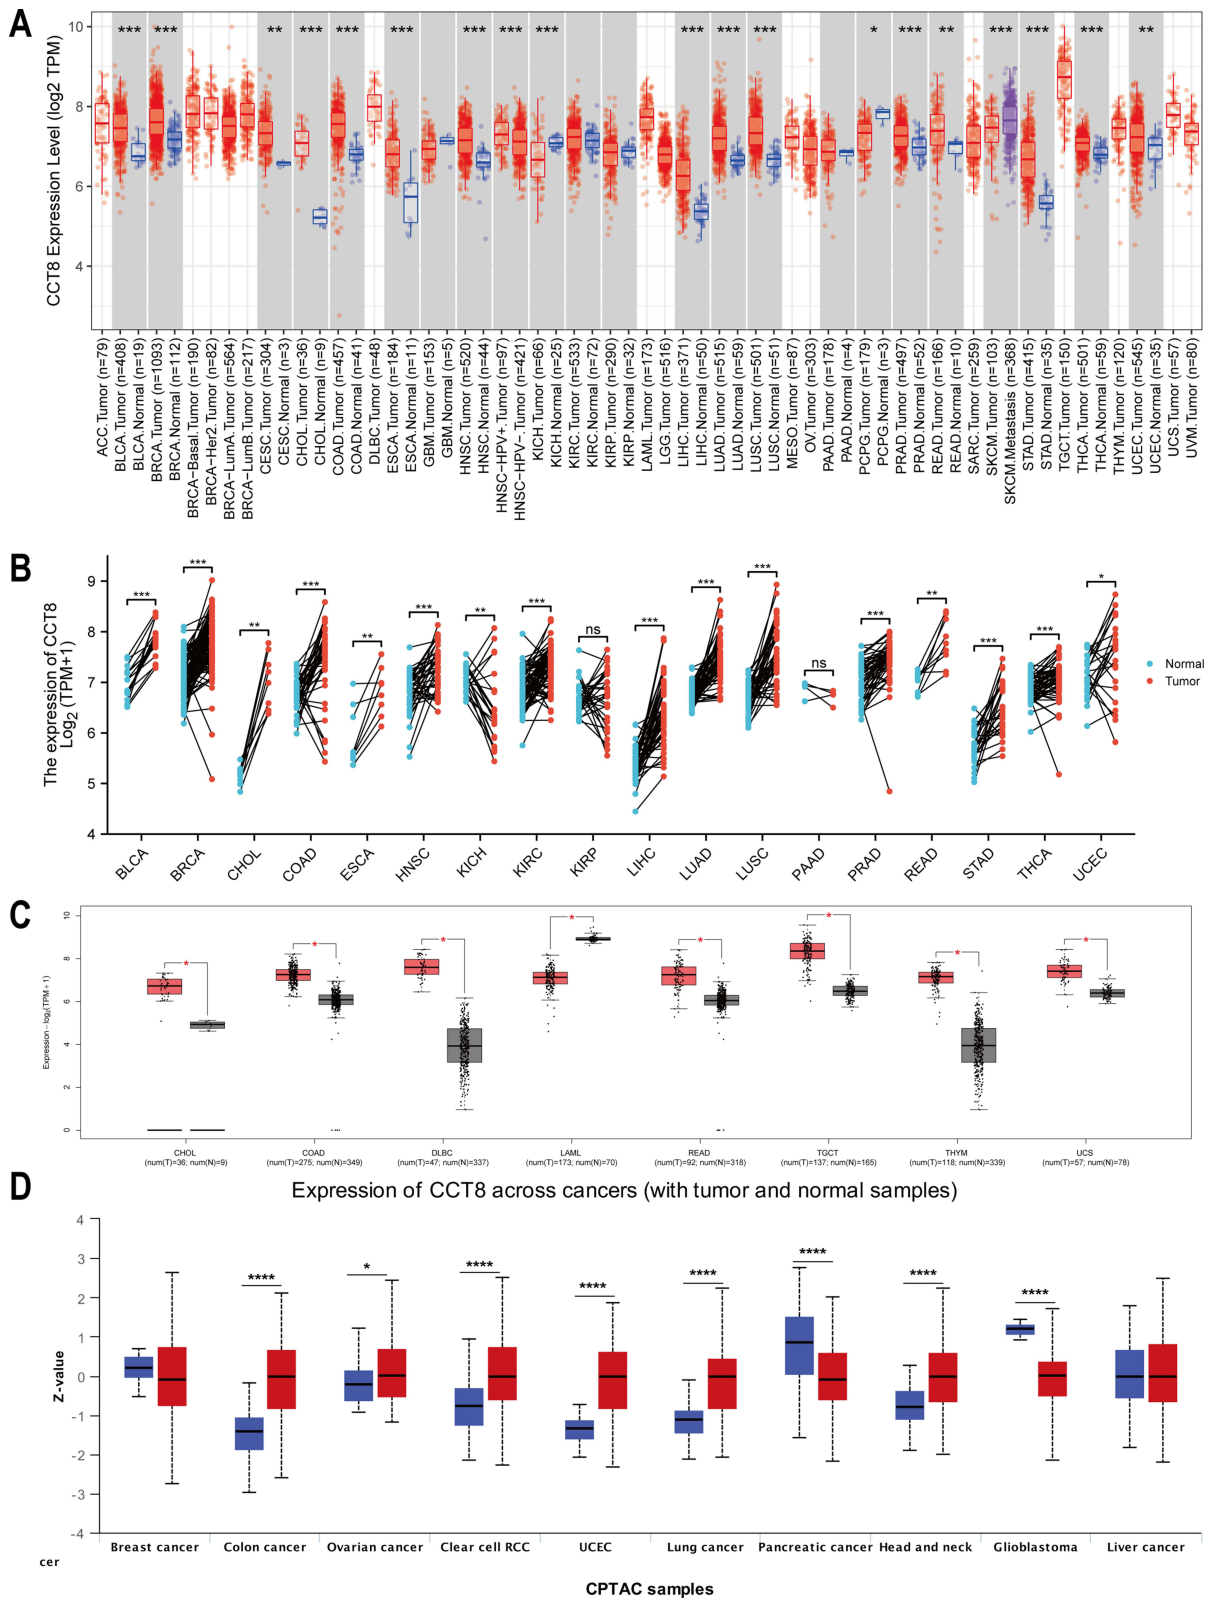 A
CCT8 Expression Level (log2 TPM)
10
8
6
4
*** *** ** *** *** *** *** *** *** *** *** *** * *** ** *** *** *** **
ACC.Tumor (n=79)
BLCA.Tumor (n=408)
BLCA.Normal (n=19)
BRCA.Tumor (n=1093)
BRCA.Normal (n=112)
BRCA-Basal.Tumor (n=190)
BRCA-Her2.Tumor (n=82)
BRCA-LumA.Tumor (n=564)
BRCA-LumB.Tumor (n=217)
CESC.Tumor (n=304)
CESC.Normal (n=3)
CHOL.Tumor (n=36)
CHOL.Normal (n=9)
COAD.Tumor (n=457)
COAD.Normal (n=41)
DLBC.Tumor (n=48)
ESCA.Tumor (n=184)
ESCA.Normal (n=11)
GBM.Tumor (n=153)
GBM.Normal (n=5)
HNSC.Tumor (n=520)
HNSC.Normal (n=44)
HNSC-HPV+.Tumor (n=97)
HNSC-HPV-.Tumor (n=421)
KICH.Tumor (n=66)
KICH.Normal (n=25)
KIRC.Tumor (n=533)
KIRC.Normal (n=72)
KIRP.Tumor (n=290)
KIRP.Normal (n=32)
LAML.Tumor (n=173)
LGG.Tumor (n=516)
LIHC.Tumor (n=371)
LIHC.Normal (n=50)
LUAD.Tumor (n=515)
LUAD.Normal (n=59)
LUSC.Tumor (n=501)
LUSC.Normal (n=51)
MESO.Tumor (n=87)
OV.Tumor (n=303)
PAAD.Tumor (n=178)
PAAD.Normal (n=4)
PCPG.Tumor (n=179)
PCPG.Normal (n=3)
PRAD.Tumor (n=497)
PRAD.Normal (n=52)
READ.Tumor (n=166)
READ.Normal (n=10)
SARC.Tumor (n=259)
SKCM.Tumor (n=103)
SKCM.Metastasis (n=368)
STAD.Tumor (n=415)
STAD.Normal (n=35)
TGCT.Tumor (n=150)
THCA.Tumor (n=501)
THCA.Normal (n=59)
THYM.Tumor (n=120)
UCEC.Tumor (n=545)
UCEC.Normal (n=35)
UCS.Tumor (n=57)
UVM.Tumor (n=80)
B
The expression of CCT8
Log2 (TPM+1)
9
8
7
6
5
4
*** *** ** *** ** *** ** *** ns *** *** *** ns *** ** *** *** *
Normal
Tumor
BLCA
BRCA
CHOL
COAD
ESCA
HNSC
KICH
KIRC
KIRP
LIHC
LUAD
LUSC
PAAD
PRAD
READ
STAD
THCA
UCEC
C
Expression − log2(TPM + 1)
10
8
6
4
2
0
* * * * * * * *
CHOL
(num(T)=36; num(N)=9)
COAD
(num(T)=275; num(N)=349)
DLBC
(num(T)=47; num(N)=337)
LAML
(num(T)=173; num(N)=70)
READ
(num(T)=92; num(N)=318)
TGCT
(num(T)=137; num(N)=165)
THYM
(num(T)=118; num(N)=339)
UCS
(num(T)=57; num(N)=78)
D
Expression of CCT8 across cancers (with tumor and normal samples)
Z-value
4
3
2
1
0
-1
-2
-3
-4
**** * **** **** **** **** **** ****
Breast cancer
Colon cancer
Ovarian cancer
Clear cell RCC
UCEC
Lung cancer
Pancreatic cancer
Head and neck
Glioblastoma
Liver cancer
cer
CPTAC samples